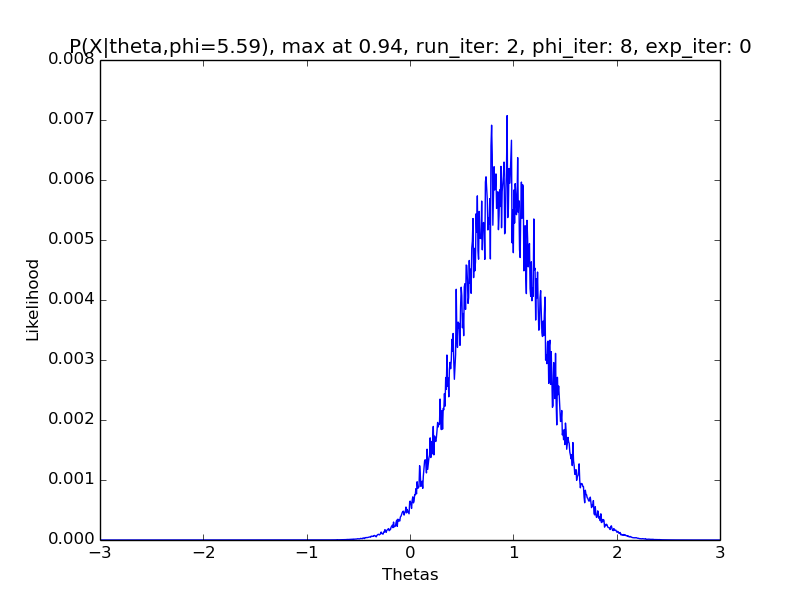 P(X|theta,phi=5.59), max at 0.94, run_iter: 2, phi_iter: 8, exp_iter: 0
0.008
0.007
0.006
0.005
0.004
0.003
0.002
0.001
0.000
Likelihood
−3 −2 −1 0 1 2 3
Thetas